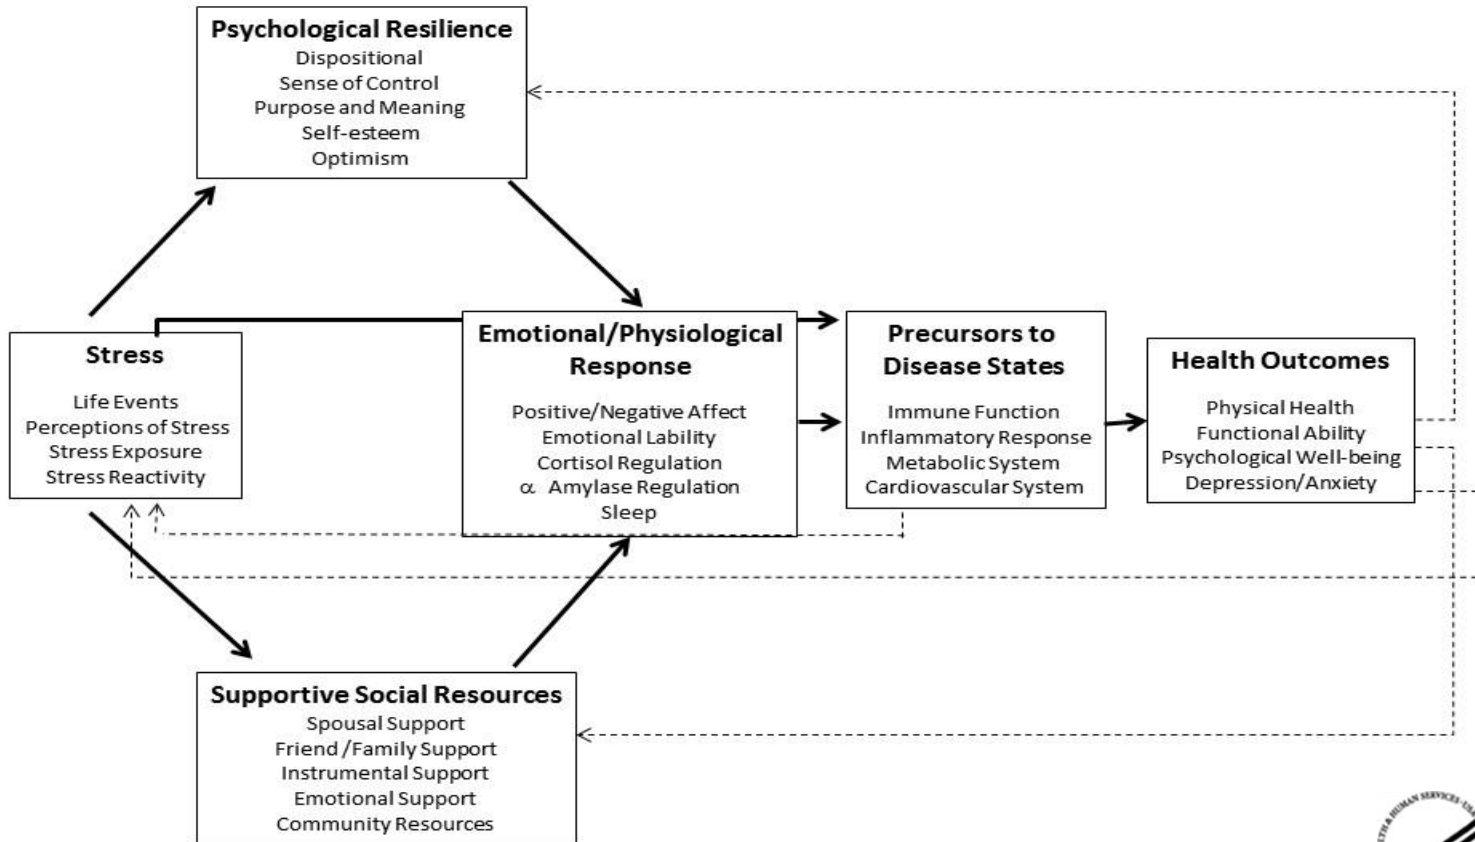 Psychological Resilience
Dispositional
Sense of Control
Purpose and Meaning
Self-esteem
Optimism
Stress
Life Events
Perceptions of Stress
Stress Exposure
Stress Reactivity
Emotional/Physiological
Response
Positive/Negative Affect
Emotional Lability
Cortisol Regulation
α Amylase Regulation
Sleep
Precursors to
Disease States
Immune Function
Inflammatory Response
Metabolic System
Cardiovascular System
Health Outcomes
Physical Health
Functional Ability
Psychological Well-being
Depression/Anxiety
Supportive Social Resources
Spousal Support
Friend /Family Support
Instrumental Support
Emotional Support
Community Resources
& HUMAN SERVICES